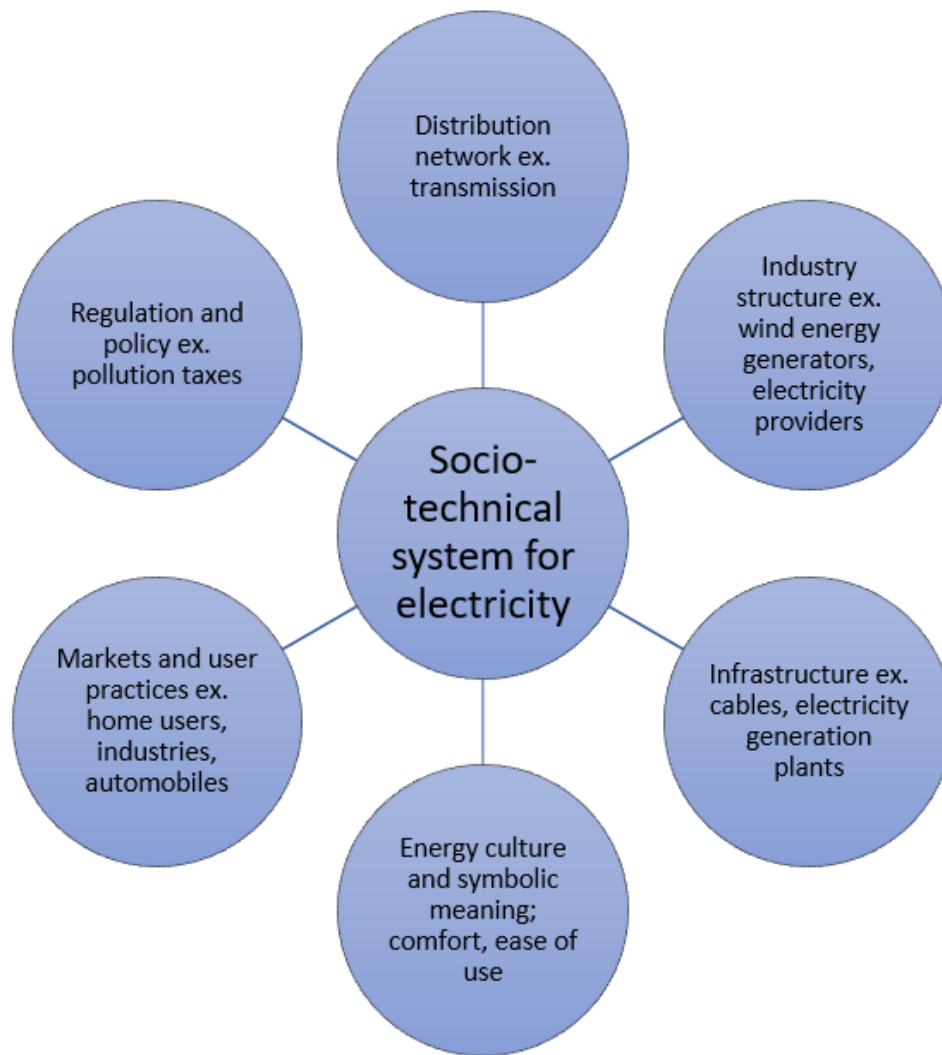 Distribution
network ex.
transmission
Industry
structure ex.
wind energy
generators,
electricity
providers
Regulation and
policy ex.
pollution taxes
Socio-
technical
system for
electricity
Markets and user
practices ex.
home users,
industries,
automobiles
Infrastructure ex.
cables, electricity
generation
plants
Energy culture
and symbolic
meaning;
comfort, ease of
use